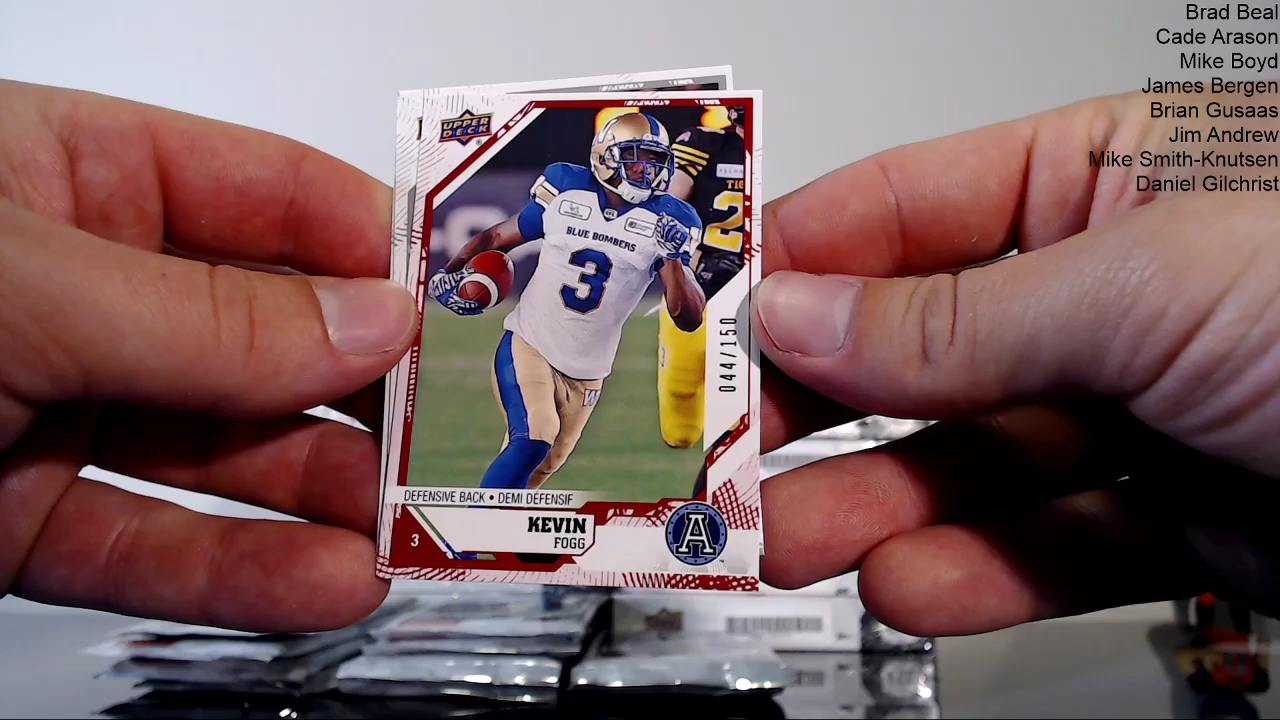 Brad Beal
Cade Arason
Mike Boyd
James Bergen
Brian Gusaas
Jim Andrew
Mike Smith-Knutsen
Daniel Gilchrist
UPPER
DECK
BLUE BOMBERS
3
2
044/150
DEFENSIVE BACK • DEMI DÉFENSIF
KEVIN
FOGG
3
A